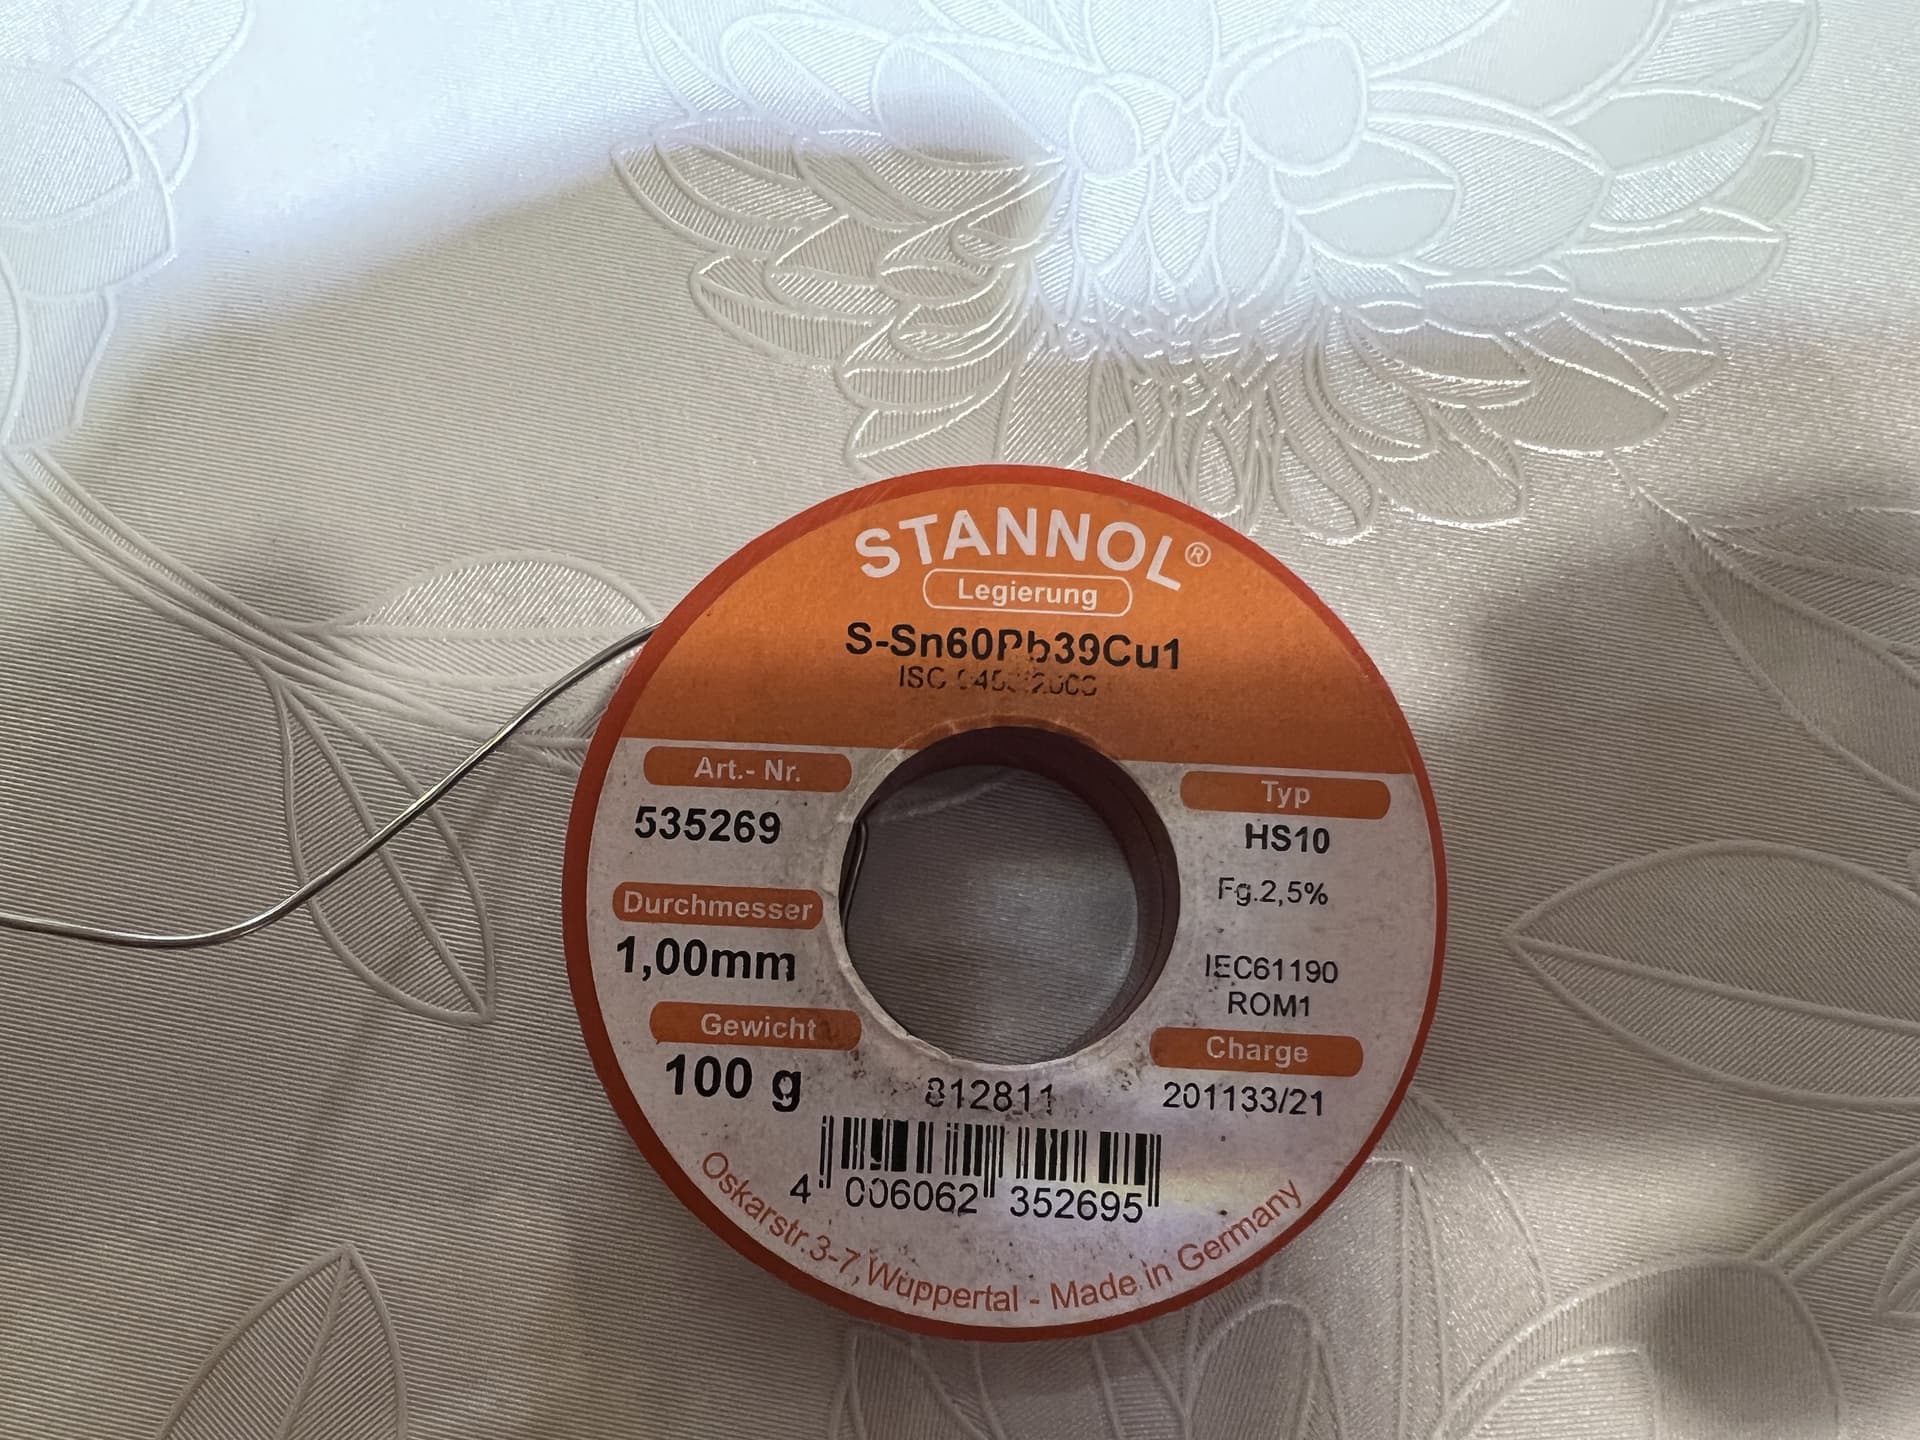 STANNOL®
Legierung
S-Sn60Pb39Cu1
Art.- Nr.
535269
Durchmesser
1,00mm
Gewicht
100 g
Typ
HS10
Fg.2,5%
IEC61190
ROM1
Charge
201133/21
812811
4 006062 352695
Oskarstr.3-7,Wuppertal - Made in Germany